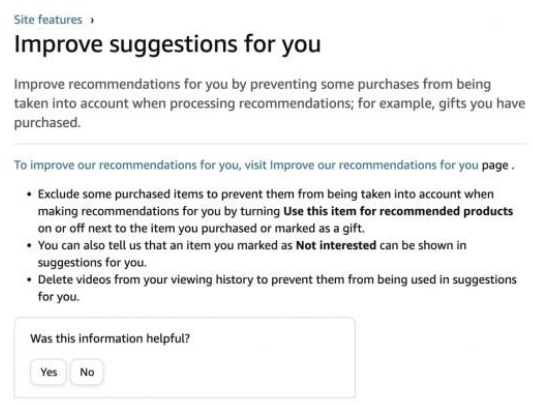 Site features ›
Improve suggestions for you
Improve recommendations for you by preventing some purchases from being
taken into account when processing recommendations; for example, gifts you have
purchased.
To improve our recommendations for you, visit Improve our recommendations for you page .
• Exclude some purchased items to prevent them from being taken into account when
making recommendations for you by turning Use this item for recommended products
on or off next to the item you purchased or marked as a gift.
• You can also tell us that an item you marked as Not interested can be shown in
suggestions for you.
• Delete videos from your viewing history to prevent them from being used in suggestions
for you.
Was this information helpful?
Yes No